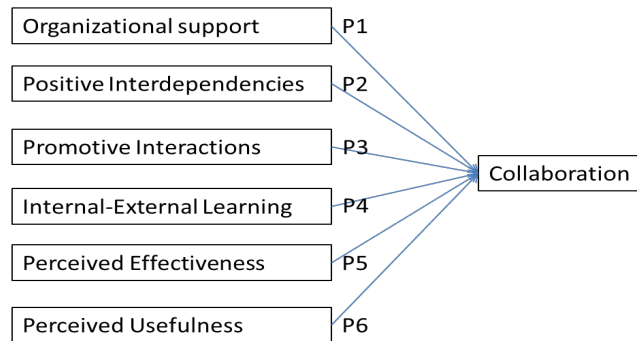 Organizational support P1
Positive Interdependencies P2
Promotive Interactions P3
Collaboration
Internal-External Learning P4
Perceived Effectiveness P5
Perceived Usefulness P6